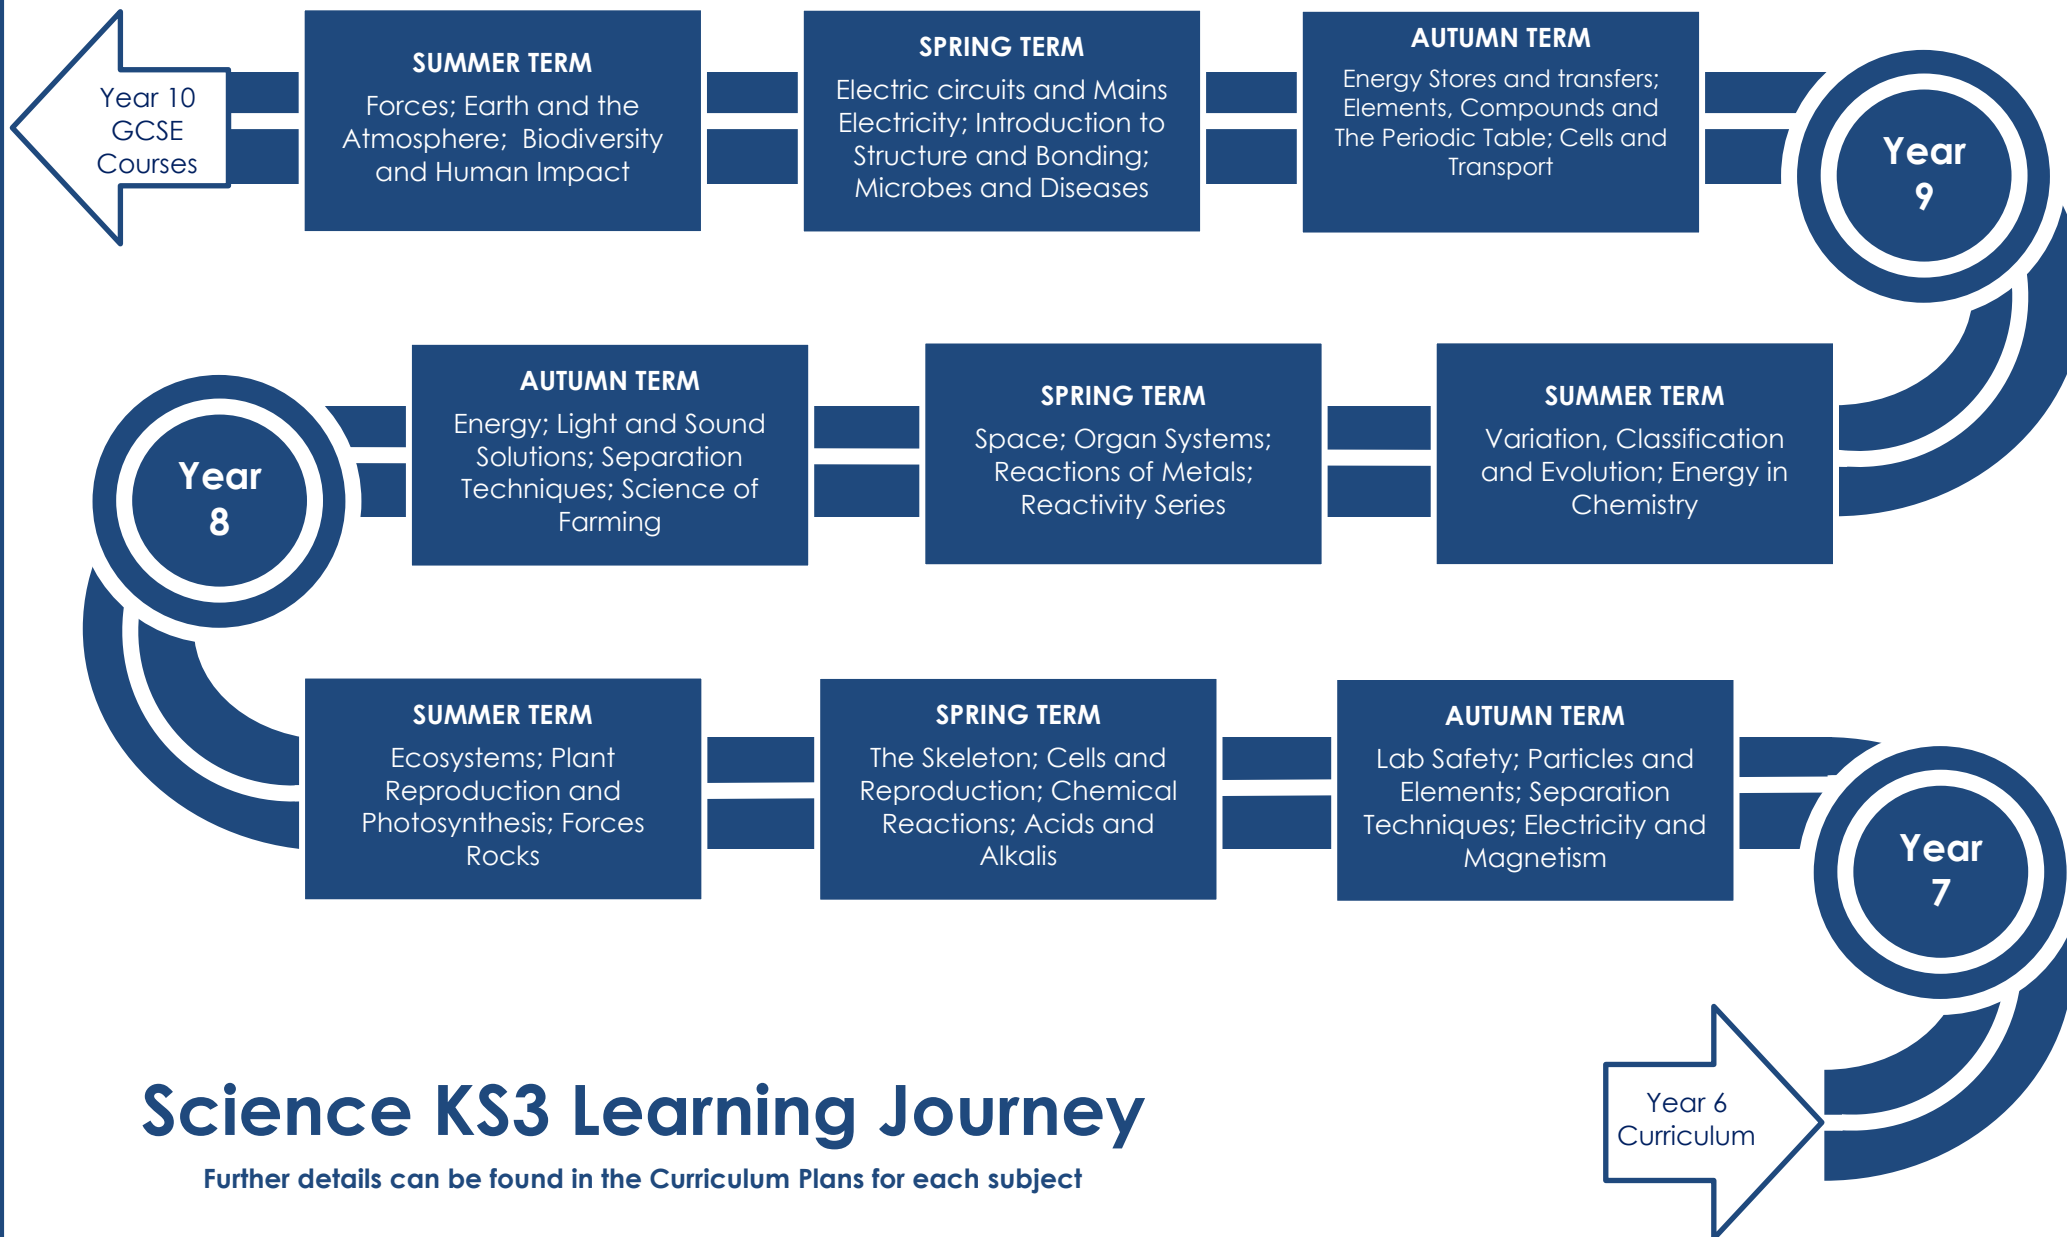 Year 10
GCSE
Courses
SUMMER TERM
Forces; Earth and the
Atmosphere;  Biodiversity
and Human Impact
SPRING TERM
Electric circuits and Mains
Electricity; Introduction to
Structure and Bonding;
Microbes and Diseases
AUTUMN TERM
Energy Stores and transfers;
Elements, Compounds and
The Periodic Table; Cells and
Transport
Year
9
Year
8
AUTUMN TERM
Energy; Light and Sound
Solutions; Separation
Techniques; Science of
Farming
SPRING TERM
Space; Organ Systems;
Reactions of Metals;
Reactivity Series
SUMMER TERM
Variation, Classification
and Evolution; Energy in
Chemistry
SUMMER TERM
Ecosystems; Plant
Reproduction and
Photosynthesis; Forces
Rocks
SPRING TERM
The Skeleton; Cells and
Reproduction; Chemical
Reactions; Acids and
Alkalis
AUTUMN TERM
Lab Safety; Particles and
Elements; Separation
Techniques; Electricity and
Magnetism
Year
7
Science KS3 Learning Journey
Further details can be found in the Curriculum Plans for each subject
Year 6
Curriculum